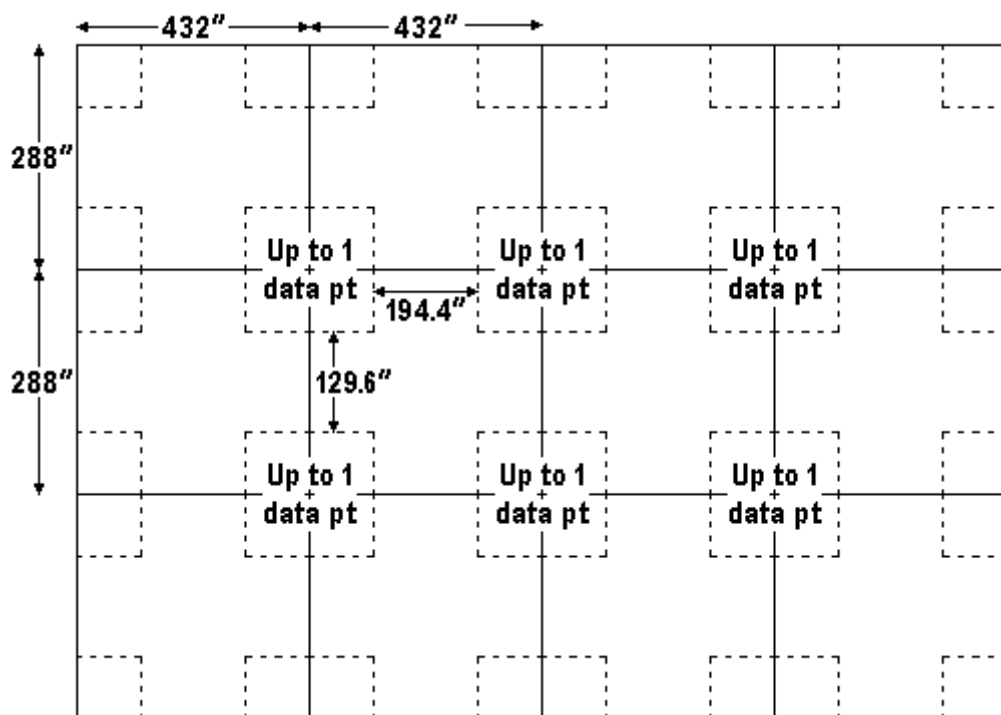 432″ 432″
288″
Up to 1 Up to 1 Up to 1
data pt data pt data pt
194.4″
288″ 129.6″
Up to 1 Up to 1 Up to 1
data pt data pt data pt